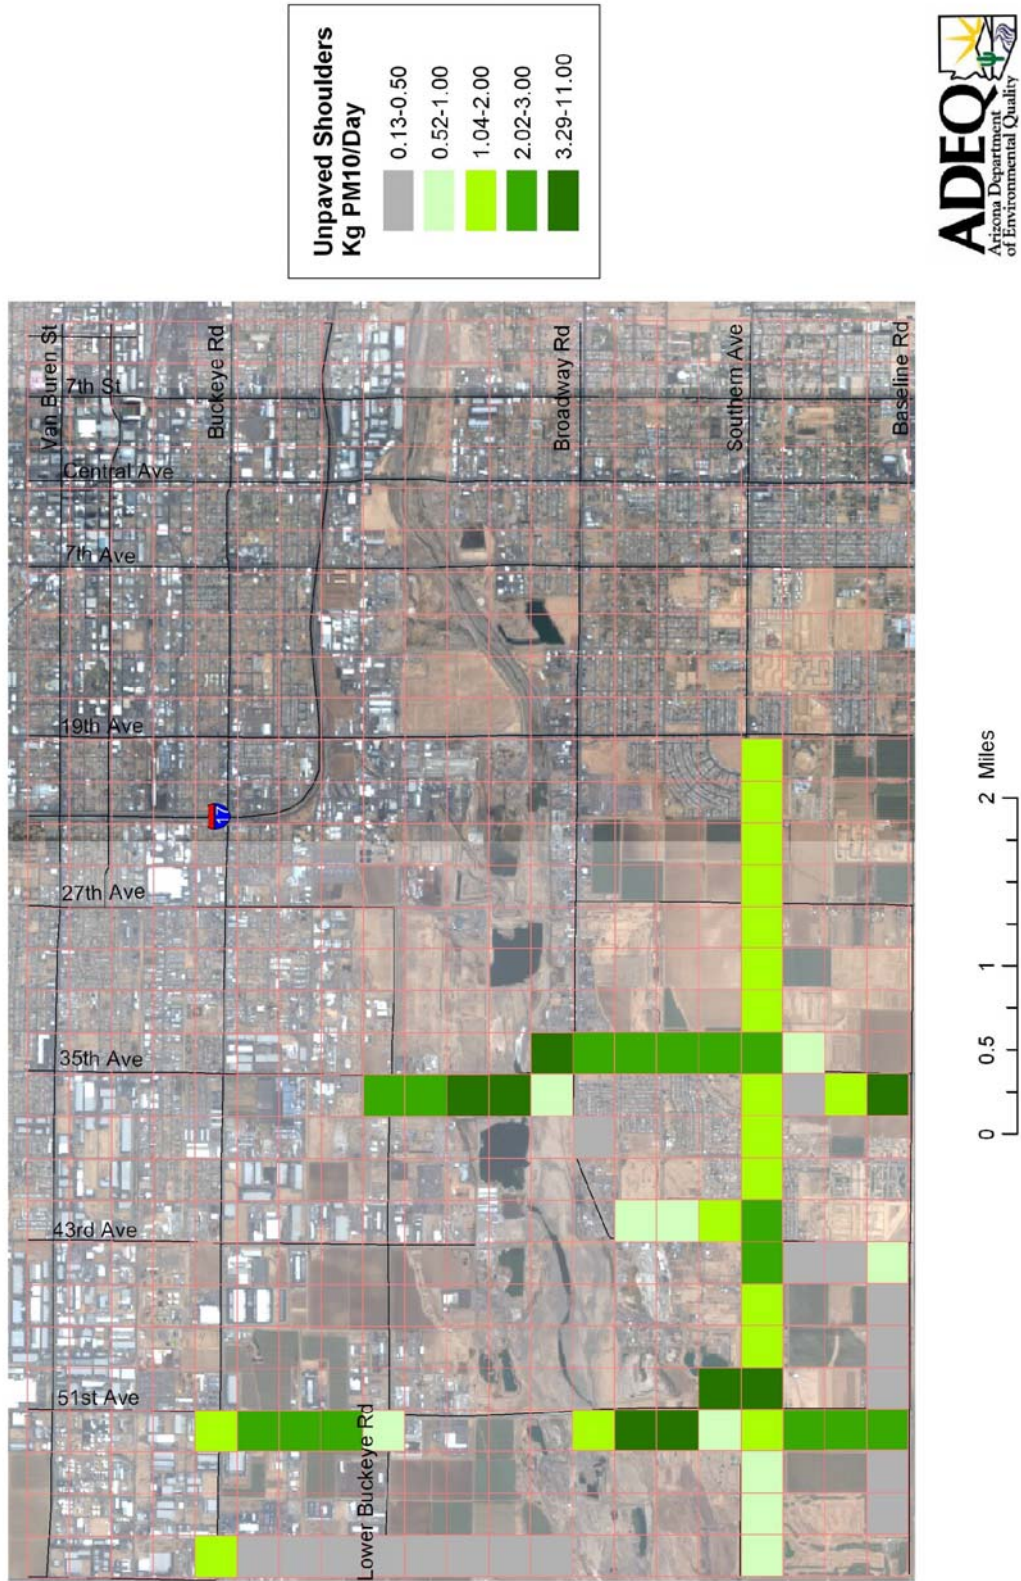 Unpaved Shoulders
Kg PM10/Day
0.13-0.50
0.52-1.00
1.04-2.00
2.02-3.00
3.29-11.00
ADEQ
Arizona Department
of Environmental Quality
Van Buren St
7th St
Buckeye Rd
Broadway Rd
Southern Ave
Baseline Rd
Central Ave
7th Ave
19th Ave
17
27th Ave
35th Ave
43rd Ave
51st Ave
Lower Buckeye Rd
0 0.5 1 2 Miles